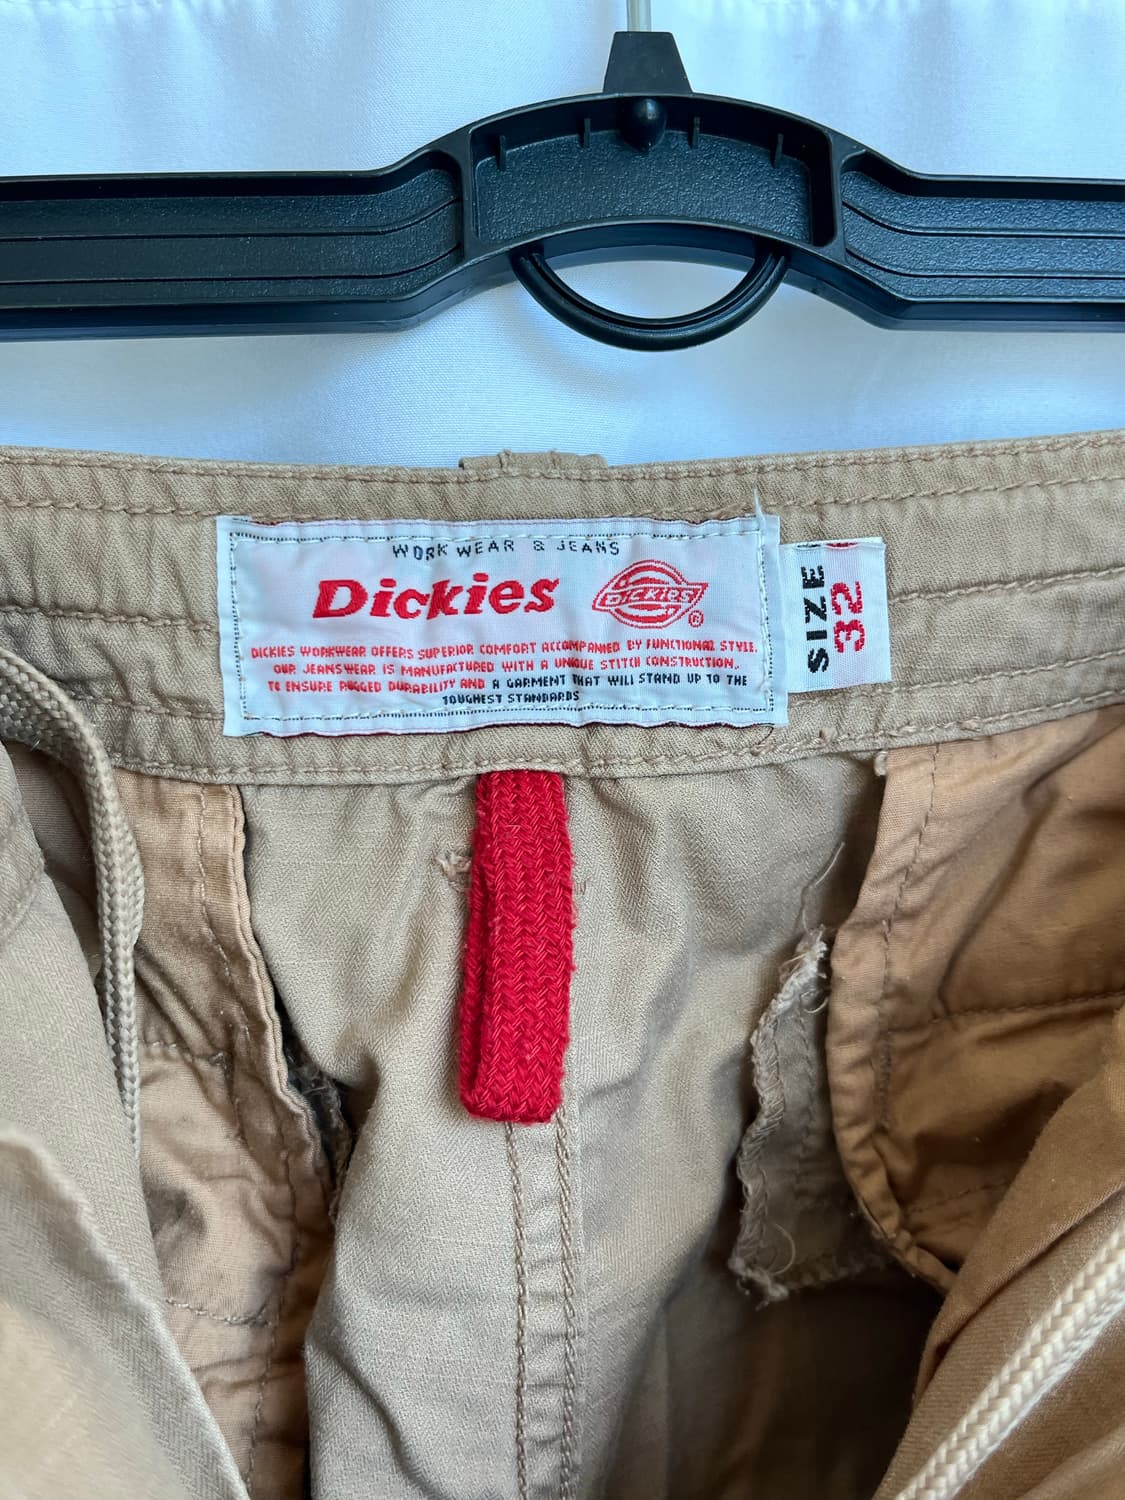 WORK WEAR & JEANS
Dickies
DICKIES
®
DICKIES WORKWEAR OFFERS SUPERIOR COMFORT ACCOMPANIED BY FUNCTIONAL STYLE.
OUR JEANSWEAR IS MANUFACTURED WITH A UNIQUE STITCH CONSTRUCTION,
TO ENSURE RUGGED DURABILITY AND A GARMENT THAT WILL STAND UP TO THE
TOUGHEST STANDARDS
SIZE
32